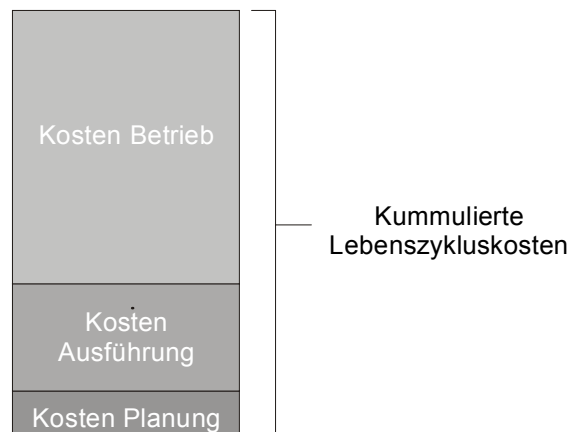 Kosten Betrieb
Kummulierte
Lebenszykluskosten
Kosten
Ausführung
Kosten Planung